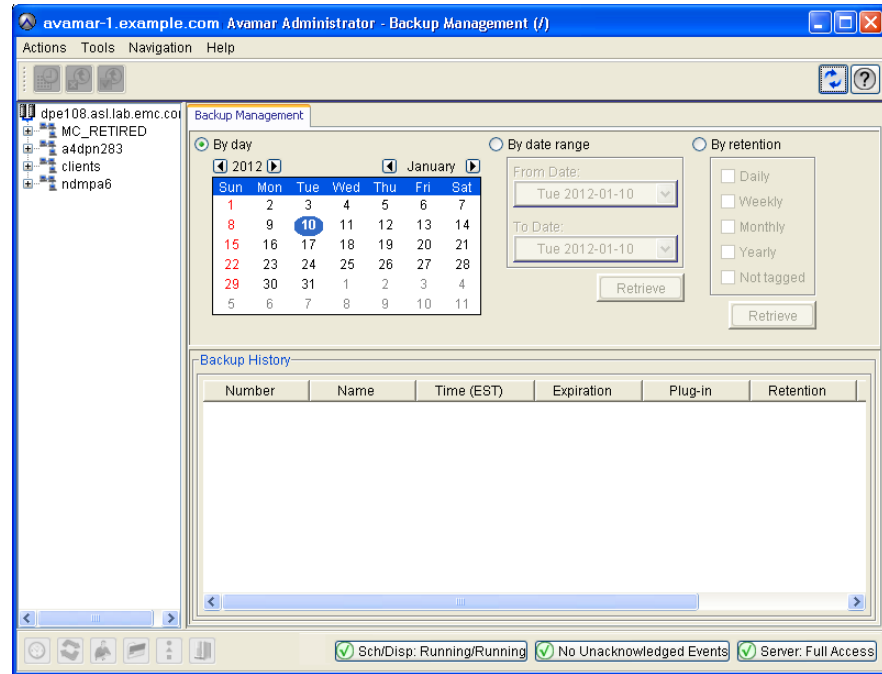 avamar-1.example.com Avamar Administrator - Backup Management (/)
Actions Tools Navigation Help
dpe108.asl.lab.emc.co
MC_RETIRED
a4dpn283
clients
ndmpa6
Backup Management
By day
2012 January
Sun Mon Tue Wed Thu Fri Sat
1 2 3 4 5 6 7
8 9 10 11 12 13 14
15 16 17 18 19 20 21
22 23 24 25 26 27 28
29 30 31 1 2 3 4
5 6 7 8 9 10 11
By date range
From Date:
Tue 2012-01-10
To Date:
Tue 2012-01-10
Retrieve
By retention
Daily
Weekly
Monthly
Yearly
Not tagged
Retrieve
Backup History
Number Name Time (EST) Expiration Plug-in Retention
Sch/Disp: Running/Running No Unacknowledged Events Server: Full Access